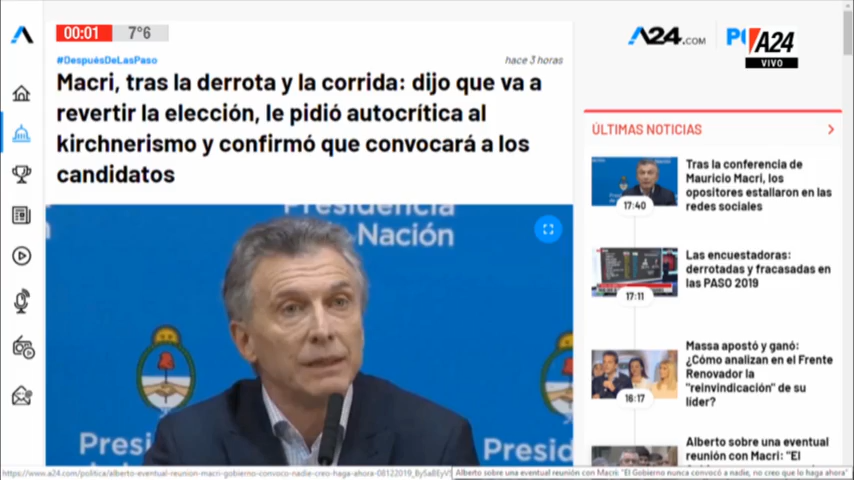 00:01 7°6
A24.COM
A24
VIVO
#DespuésDeLasPaso
hace 3 horas
Macri, tras la derrota y la corrida: dijo que va a
revertir la elección, le pidió autocrítica al
kirchnerismo y confirmó que convocará a los
candidatos
Presidencia
Nación
Presid
Presiden
ÚLTIMAS NOTICIAS
Tras la conferencia de
Mauricio Macri, los
opositores estallaron en las
redes sociales
17:40
Las encuestadoras:
derrotadas y fracasadas en
las PASO 2019
17:11
Massa apostó y ganó:
¿Cómo analizan en el Frente
Renovador la
"reinvindicación" de su
líder?
16:17
Alberto sobre una eventual
reunión con Macri: "El
Alberto sobre una eventual reunión con Macri: "El Gobierno nunca convocó a nadie, no creo que lo haga ahora"